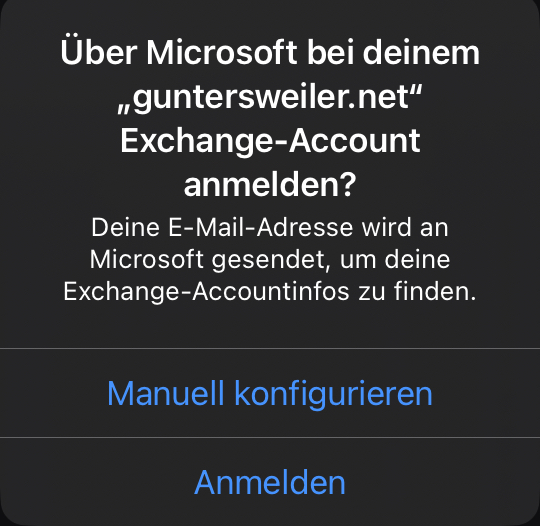 Über Microsoft bei deinem
„guntersweiler.net“
Exchange-Account
anmelden?
Deine E-Mail-Adresse wird an
Microsoft gesendet, um deine
Exchange-Accountinfos zu finden.
Manuell konfigurieren
Anmelden